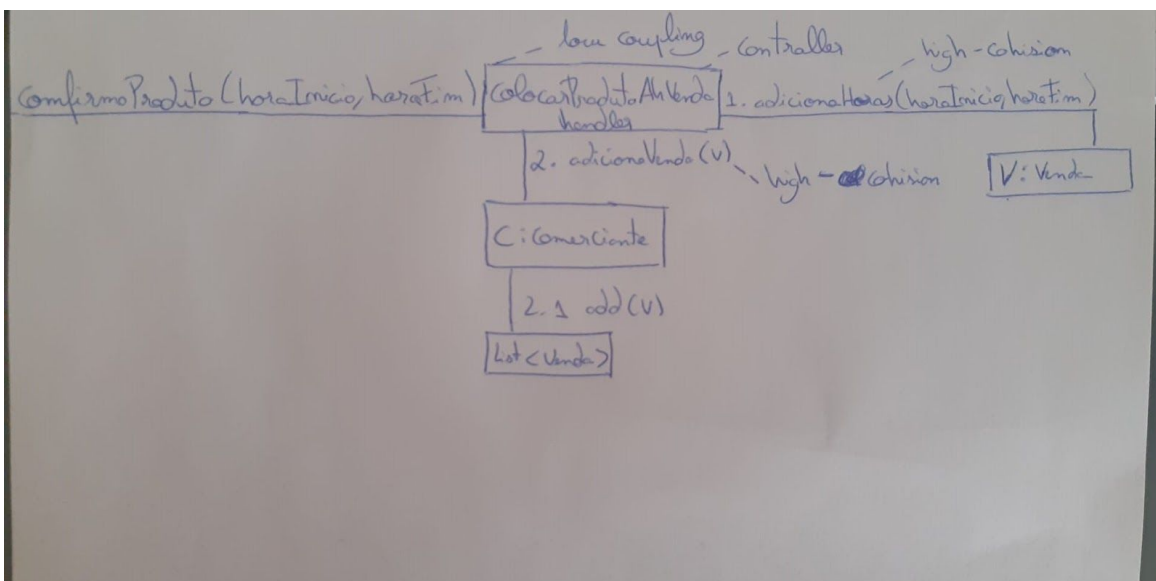 low coupling
controller
high-cohision
confirmoProduto(horaInicio, horaFim)
ColocarProdutoAhVenda
handler
1. adicionaHoras(horaInicio, horaFim)
2. adicionaVenda(V)
high-cohision
V: Venda
C: Comerciante
2.1 add(V)
List<Venda>